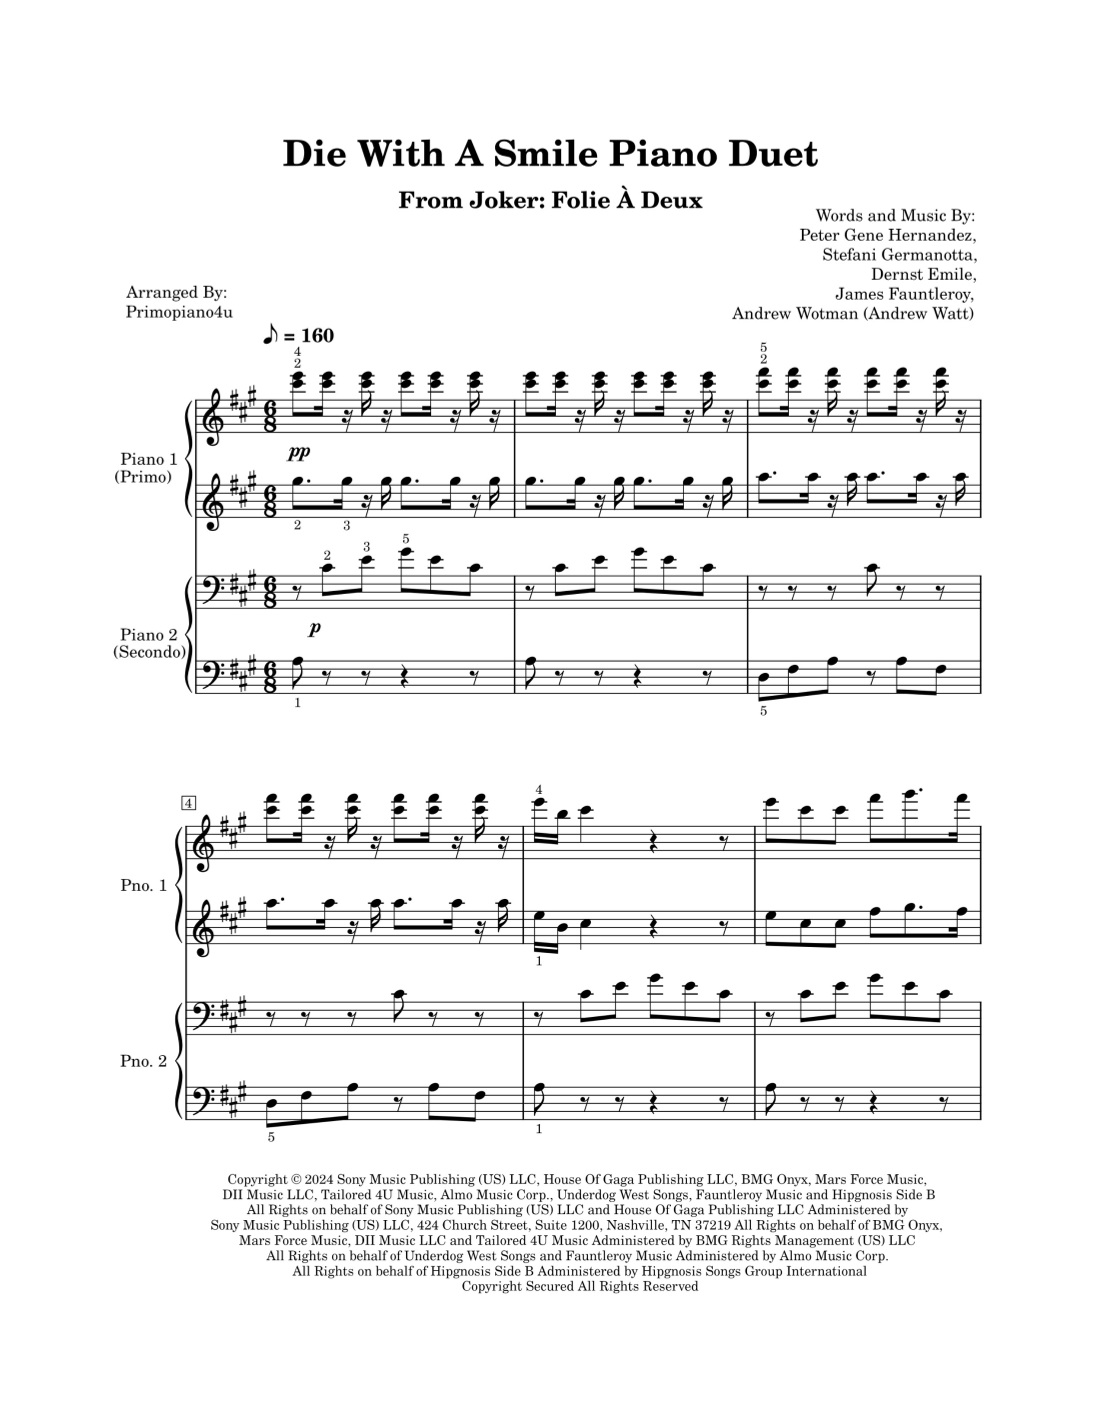 Die With A Smile Piano Duet
From Joker: Folie À Deux
Words and Music By:
Peter Gene Hernandez,
Stefani Germanotta,
Dernst Emile,
James Fauntleroy,
Andrew Wotman (Andrew Watt)
Arranged By:
Primopiano4u
♪ = 160
4
2
5
2
6
8
pp
Piano 1
(Primo)
6
8
2 3
2 3 5
6
8
p
Piano 2
(Secondo)
6
8
1 5
4
4
Pno. 1
1
Pno. 2
5 1
Copyright © 2024 Sony Music Publishing (US) LLC, House Of Gaga Publishing LLC, BMG Onyx, Mars Force Music,
DII Music LLC, Tailored 4U Music, Almo Music Corp., Underdog West Songs, Fauntleroy Music and Hipgnosis Side B
All Rights on behalf of Sony Music Publishing (US) LLC and House Of Gaga Publishing LLC Administered by
Sony Music Publishing (US) LLC, 424 Church Street, Suite 1200, Nashville, TN 37219 All Rights on behalf of BMG Onyx,
Mars Force Music, DII Music LLC and Tailored 4U Music Administered by BMG Rights Management (US) LLC
All Rights on behalf of Underdog West Songs and Fauntleroy Music Administered by Almo Music Corp.
All Rights on behalf of Hipgnosis Side B Administered by Hipgnosis Songs Group International
Copyright Secured All Rights Reserved